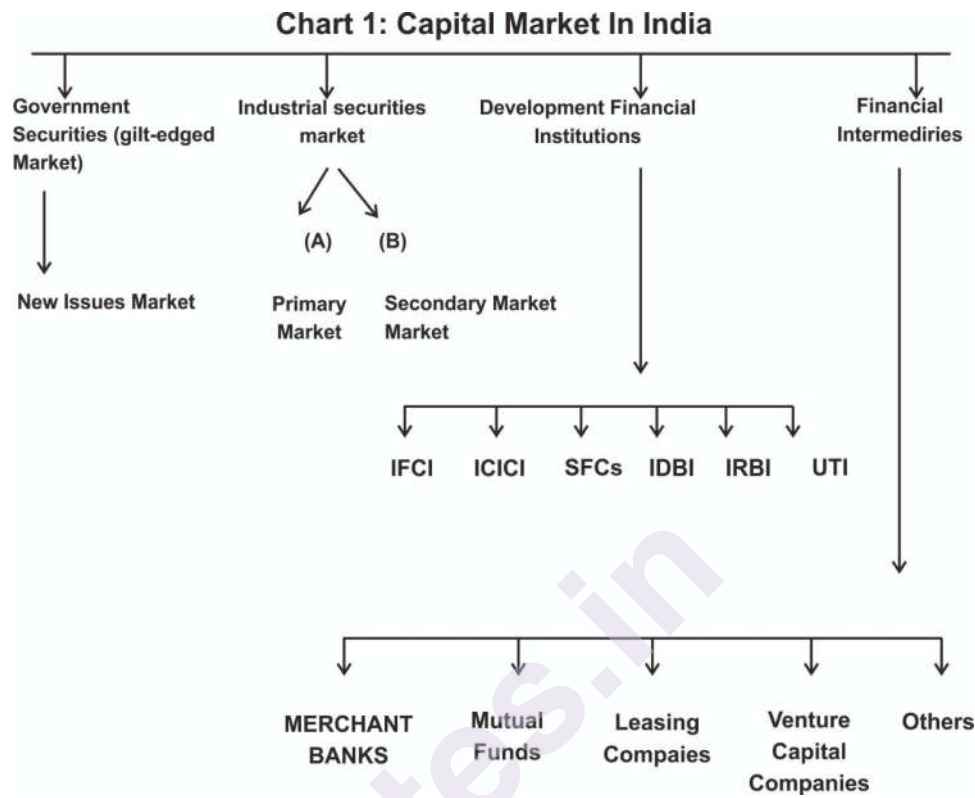 Chart 1: Capital Market In India
Government
Securities (gilt-edged
Market)
Industrial securities
market
Development Financial
Institutions
Financial
Intermediries
(A)
(B)
New Issues Market
Primary
Market
Secondary Market
Market
IFCI
ICICI
SFCs
IDBI
IRBI
UTI
MERCHANT
BANKS
Mutual
Funds
Leasing
Compaies
Venture
Capital
Companies
Others
tes.in